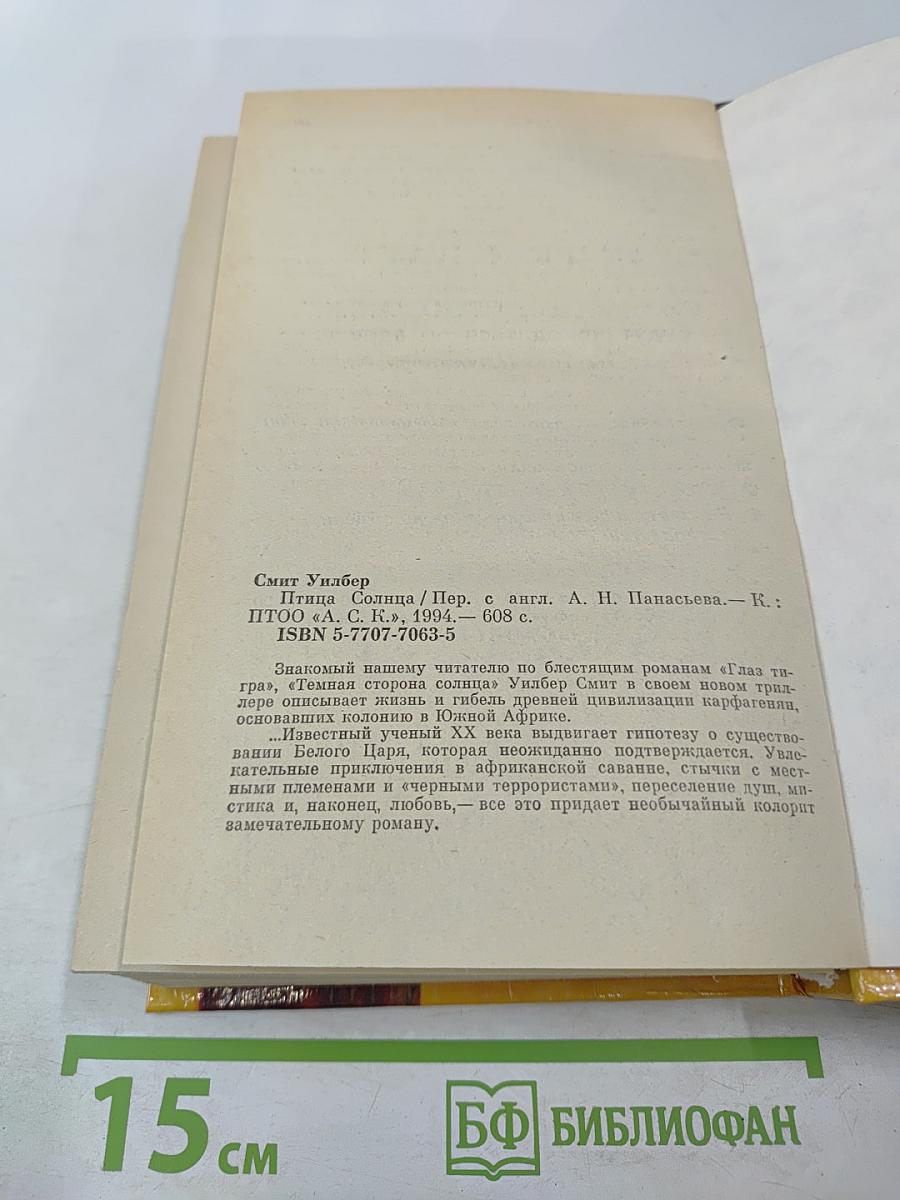 Смит Уилбер
Птица Солнца / Пер. с англ. А. Н. Панасьева.— К.:
ПТОО «А. С. К.», 1994.— 608 с.
ISBN 5-7707-7063-5
Знакомый нашему читателю по блестящим романам «Глаз ти-
гра», «Темная сторона солнца» Уилбер Смит в своем новом трил-
лере описывает жизнь и гибель древней цивилизации карфагенян,
основавших колонию в Южной Африке.
...Известный ученый XX века выдвигает гипотезу о существо-
вании Белого Царя, которая неожиданно подтверждается. Увле-
кательные приключения в африканской саванне, стычки с мест-
ными племенами и «черными террористами», переселение душ, ми-
стика и, наконец, любовь,— все это придает необычайный колорит
замечательному роману.
15 см
БФ БИБЛИОФАН